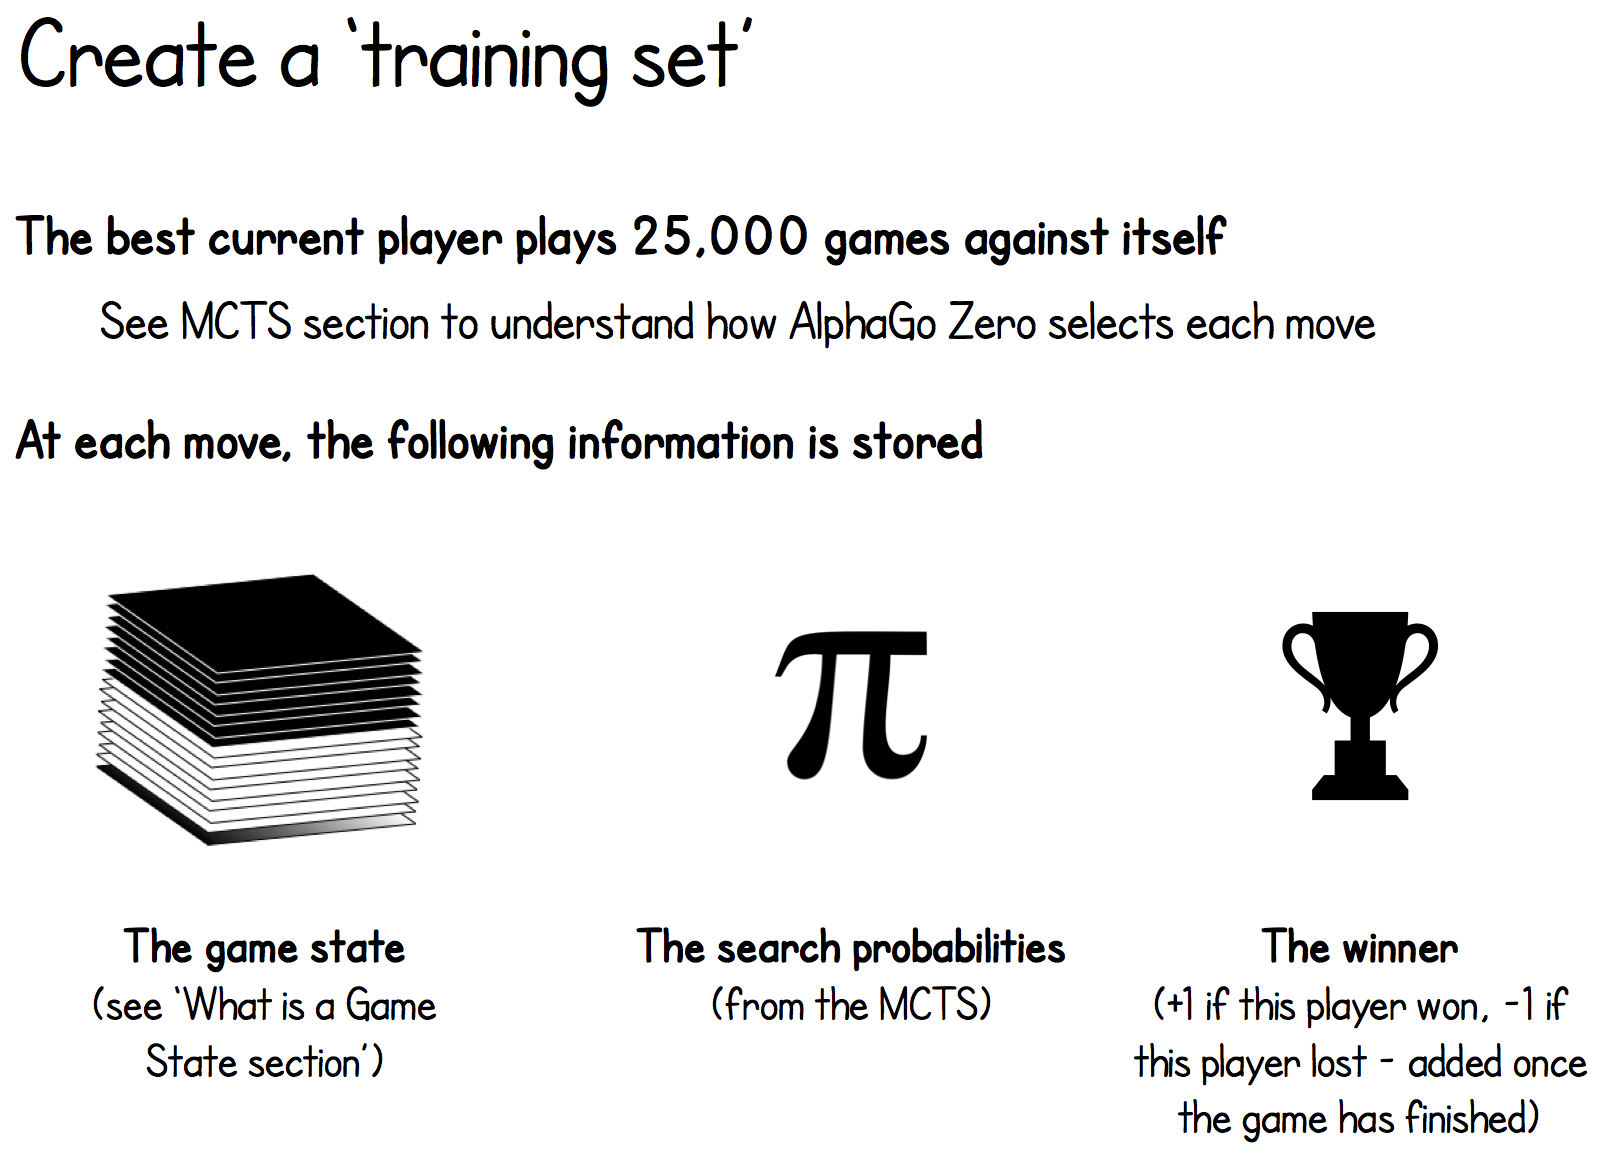 Create a ‘training set’
The best current player plays 25,000 games against itself
See MCTS section to understand how AlphaGo Zero selects each move
At each move, the following information is stored
π
The game state
(see ‘What is a Game
State section’)
The search probabilities
(from the MCTS)
The winner
(+1 if this player won, -1 if
this player lost - added once
the game has finished)